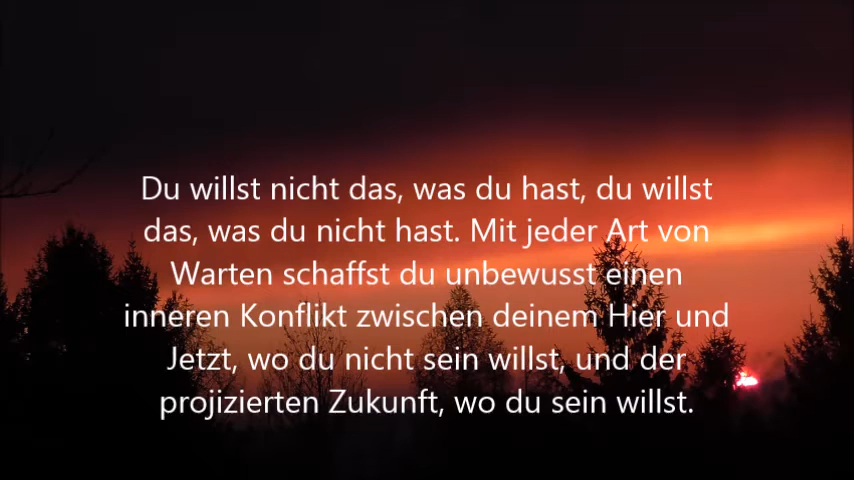 Du willst nicht das, was du hast, du willst
das, was du nicht hast. Mit jeder Art von
Warten schaffst du unbewusst einen
inneren Konflikt zwischen deinem Hier und
Jetzt, wo du nicht sein willst, und der
projizierten Zukunft, wo du sein willst.